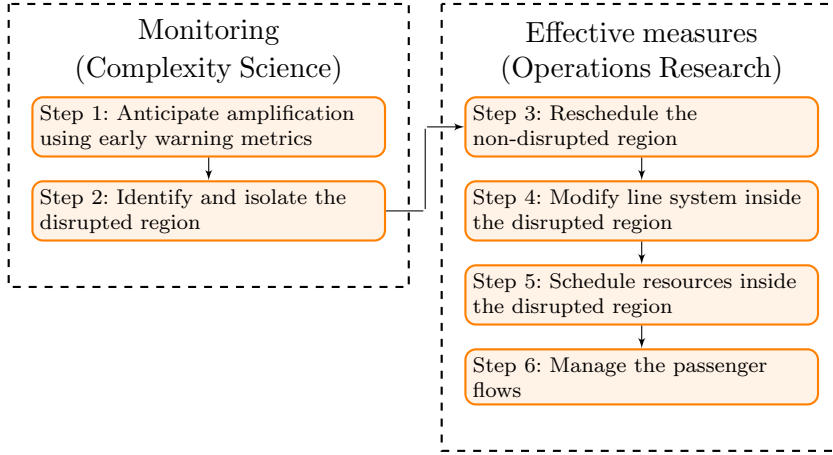 Monitoring
(Complexity Science)
Step 1: Anticipate amplification
using early warning metrics
Step 2: Identify and isolate the
disrupted region
Effective measures
(Operations Research)
Step 3: Reschedule the
non-disrupted region
Step 4: Modify line system inside
the disrupted region
Step 5: Schedule resources inside
the disrupted region
Step 6: Manage the passenger
flows